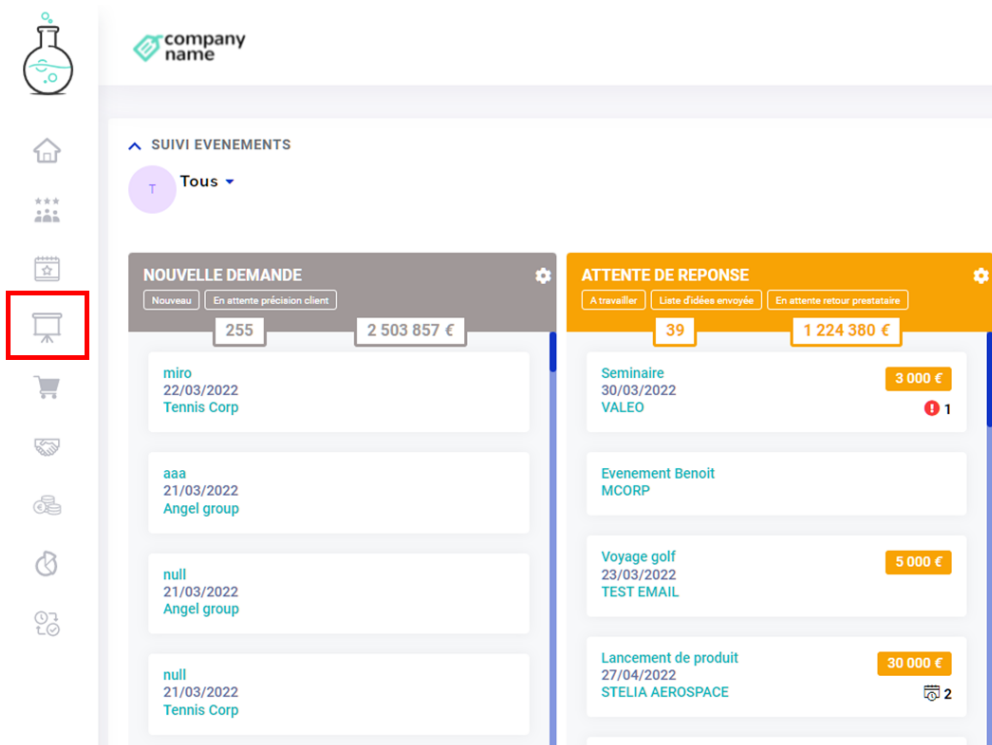 company
name
SUIVI EVENEMENTS
T
Tous
NOUVELLE DEMANDE
Nouveau
En attente précision client
255
2 503 857 €
miro
22/03/2022
Tennis Corp
aaa
21/03/2022
Angel group
null
21/03/2022
Angel group
null
21/03/2022
Tennis Corp
ATTENTE DE REPONSE
A travailler
Liste d'idées envoyée
En attente retour prestataire
39
1 224 380 €
Seminaire
3 000 €
30/03/2022
VALEO
1
Evenement Benoit
MCORP
Voyage golf
5 000 €
23/03/2022
TEST EMAIL
Lancement de produit
30 000 €
27/04/2022
STELIA AEROSPACE
2